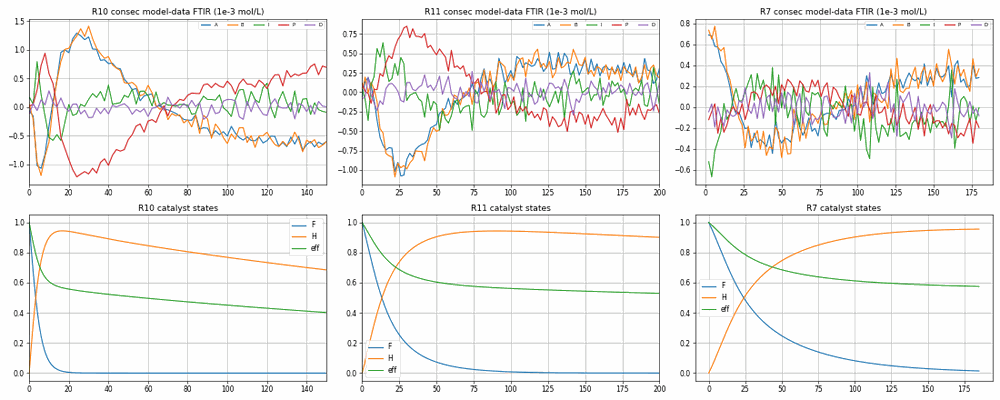 R10 consec model-data FTIR (1e-3 mol/L)
A B I P D
1.5
1.0
0.5
0.0
−0.5
−1.0
0 20 40 60 80 100 120 140
R11 consec model-data FTIR (1e-3 mol/L)
A B I P D
0.75
0.50
0.25
0.00
−0.25
−0.50
−0.75
−1.00
0 25 50 75 100 125 150 175 200
R7 consec model-data FTIR (1e-3 mol/L)
A B I P D
0.8
0.6
0.4
0.2
0.0
−0.2
−0.4
−0.6
0 25 50 75 100 125 150 175
R10 catalyst states
F
H
eff
1.0
0.8
0.6
0.4
0.2
0.0
0 20 40 60 80 100 120 140
R11 catalyst states
1.0
0.8
0.6
0.4
0.2
0.0
F
H
eff
0 25 50 75 100 125 150 175 200
R7 catalyst states
1.0
0.8
0.6
0.4
0.2
0.0
F
H
eff
0 25 50 75 100 125 150 175